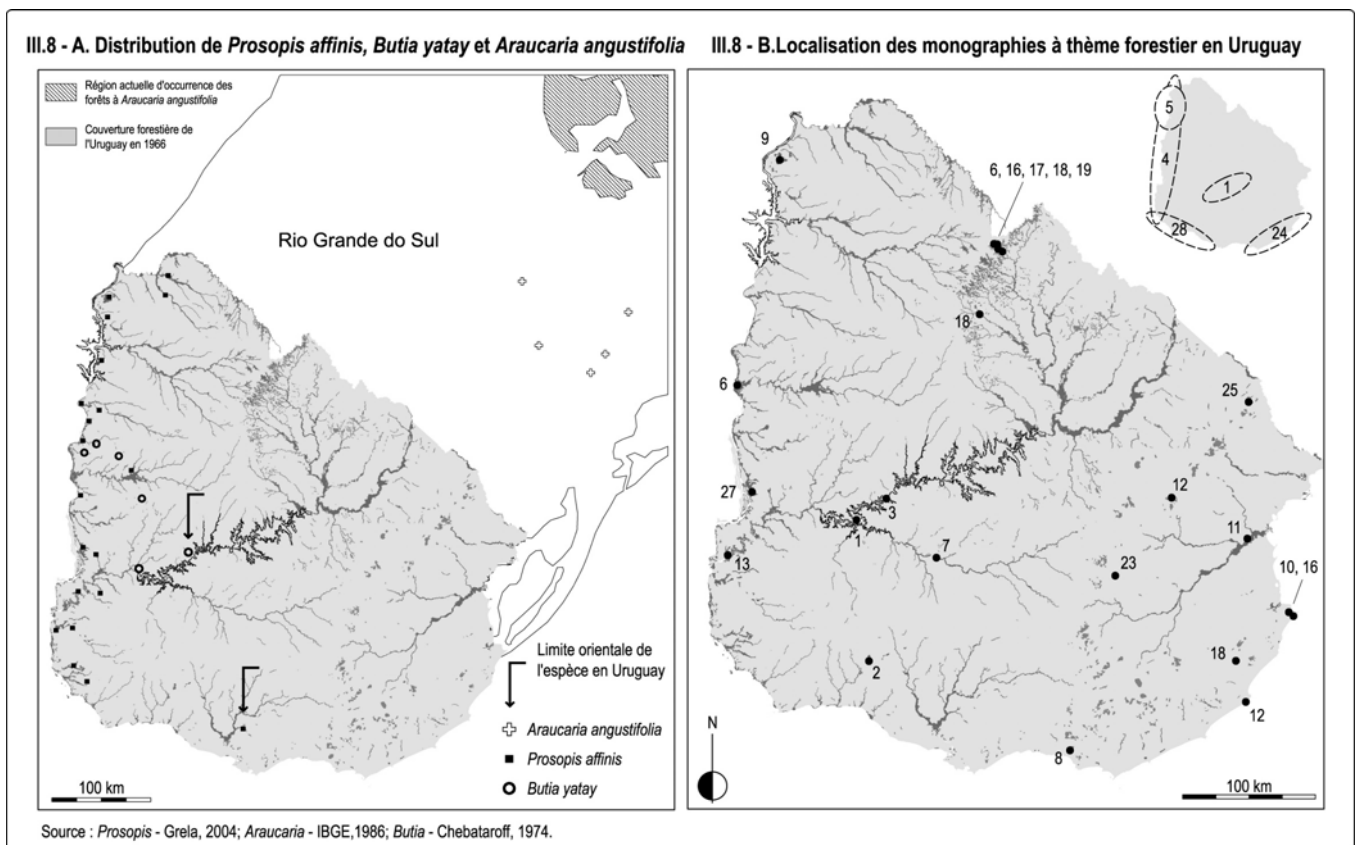 III.8 - A. Distribution de Prosopis affinis, Butia yatay et Araucaria angustifolia
Région actuelle d'occurrence des
forêts à Araucaria angustifolia
Couverture forestière de
l'Uruguay en 1966
Rio Grande do Sul
Limite orientale de
l'espèce en Uruguay
Araucaria angustifolia
Prosopis affinis
Butia yatay
100 km
III.8 - B.Localisation des monographies à thème forestier en Uruguay
5
4
1
28
24
9
6, 16, 17, 18, 19
18
6
25
27
3
12
1
11
7
13
23
10, 16
2
18
12
N
8
100 km
Source : Prosopis - Grela, 2004; Araucaria - IBGE,1986; Butia - Chebataroff, 1974.